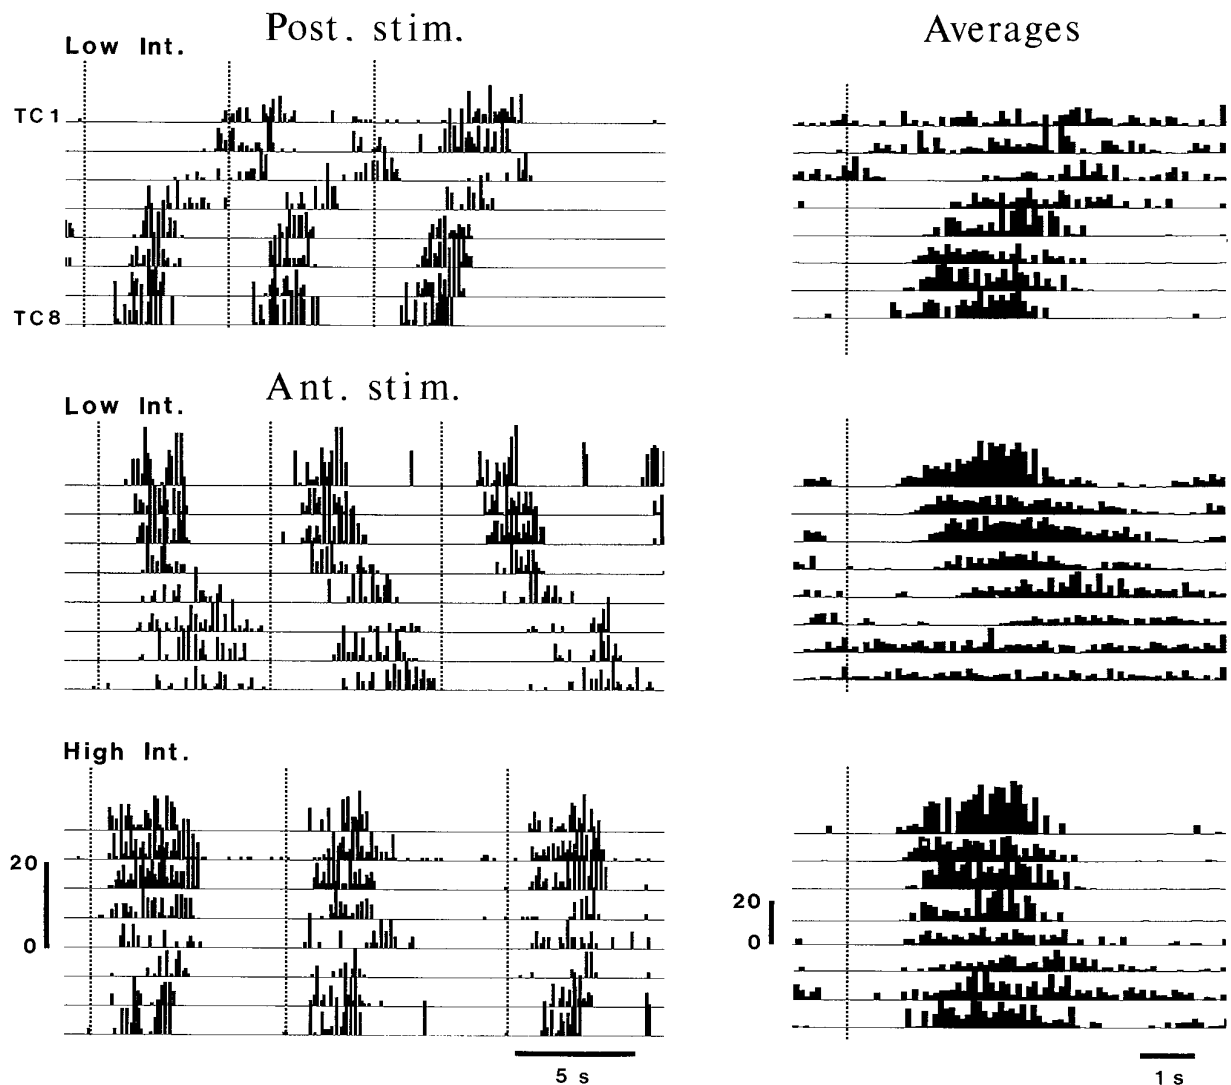 Post. stim.
Averages
Low Int.
TC1
TC8
Ant. stim.
Low Int.
High Int.
20
0
20
0
5 s
1 s